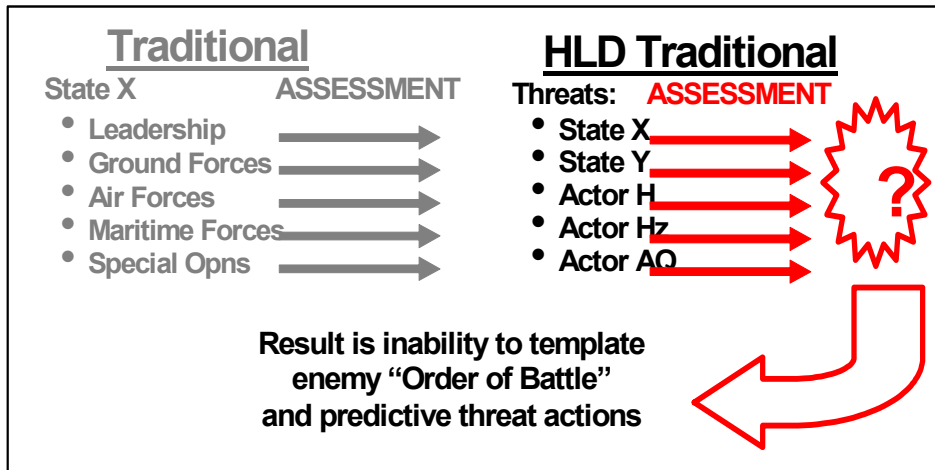 Traditional
State X ASSESSMENT
• Leadership
• Ground Forces
• Air Forces
• Maritime Forces
• Special Opns
HLD Traditional
Threats: ASSESSMENT
• State X
• State Y
• Actor H
• Actor Hz
• Actor AQ
?
Result is inability to template
enemy “Order of Battle”
and predictive threat actions